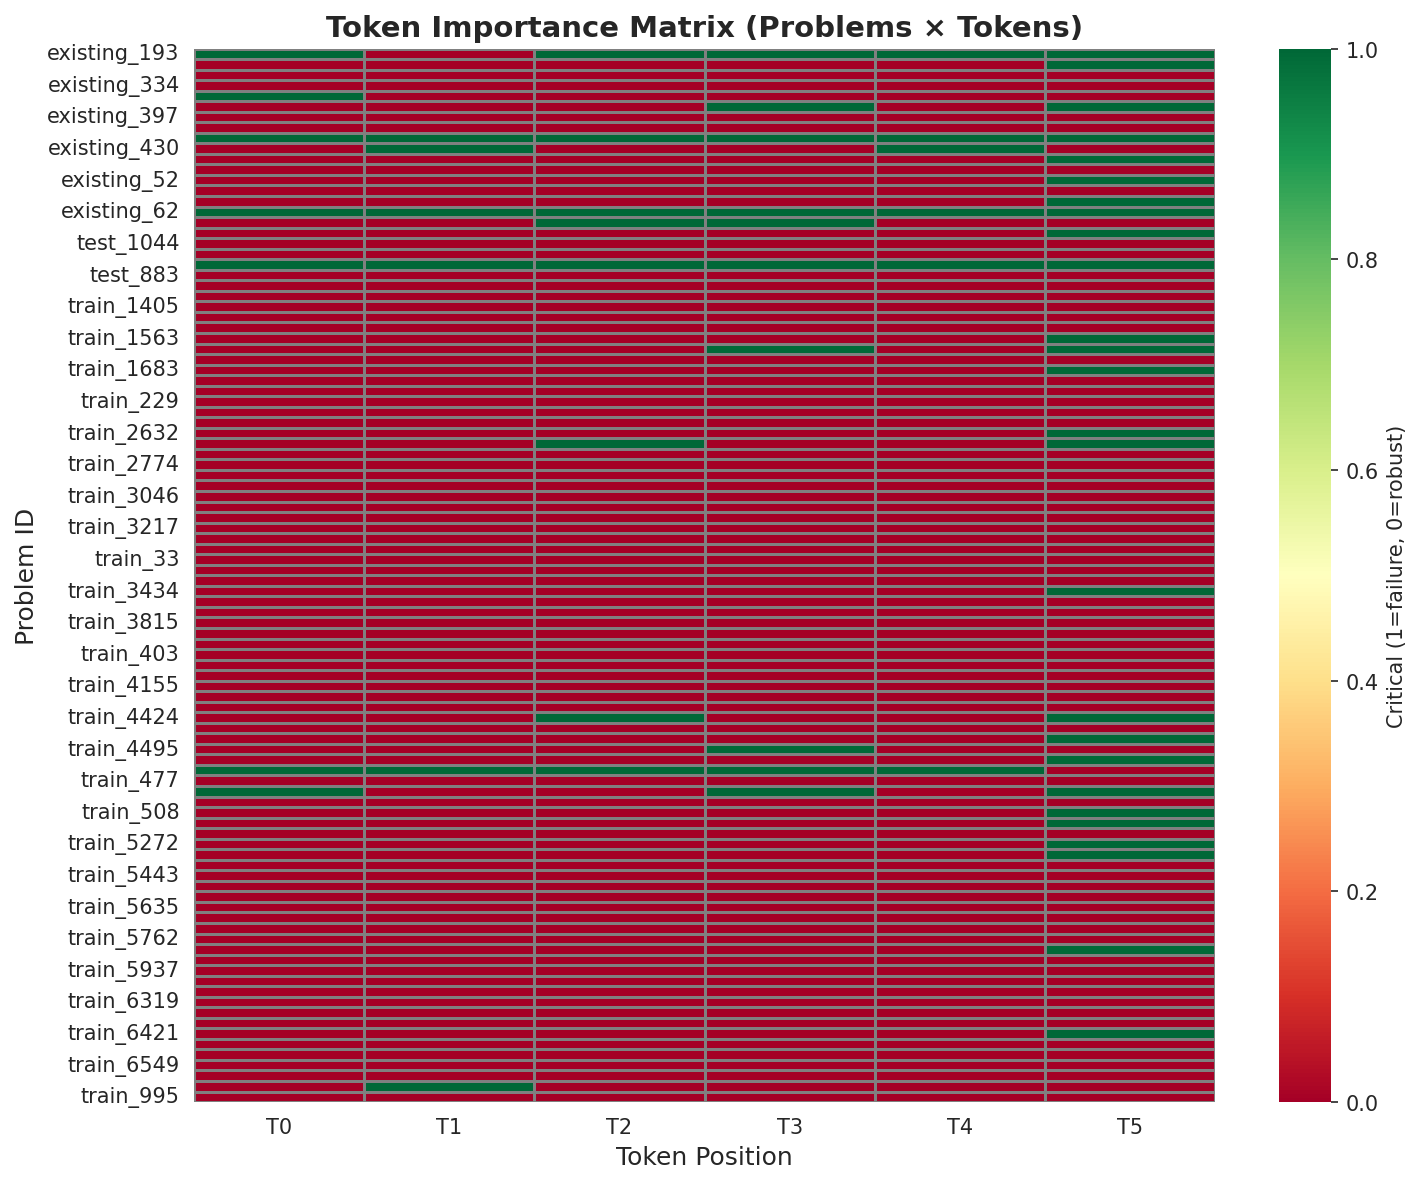 Token Importance Matrix (Problems × Tokens)
existing_193
existing_334
existing_397
existing_430
existing_52
existing_62
test_1044
test_883
train_1405
train_1563
train_1683
train_229
train_2632
train_2774
train_3046
train_3217
train_33
train_3434
train_3815
train_403
train_4155
train_4424
train_4495
train_477
train_508
train_5272
train_5443
train_5635
train_5762
train_5937
train_6319
train_6421
train_6549
train_995
Problem ID
T0 T1 T2 T3 T4 T5
Token Position
1.0
0.8
0.6
0.4
0.2
0.0
Critical (1=failure, 0=robust)